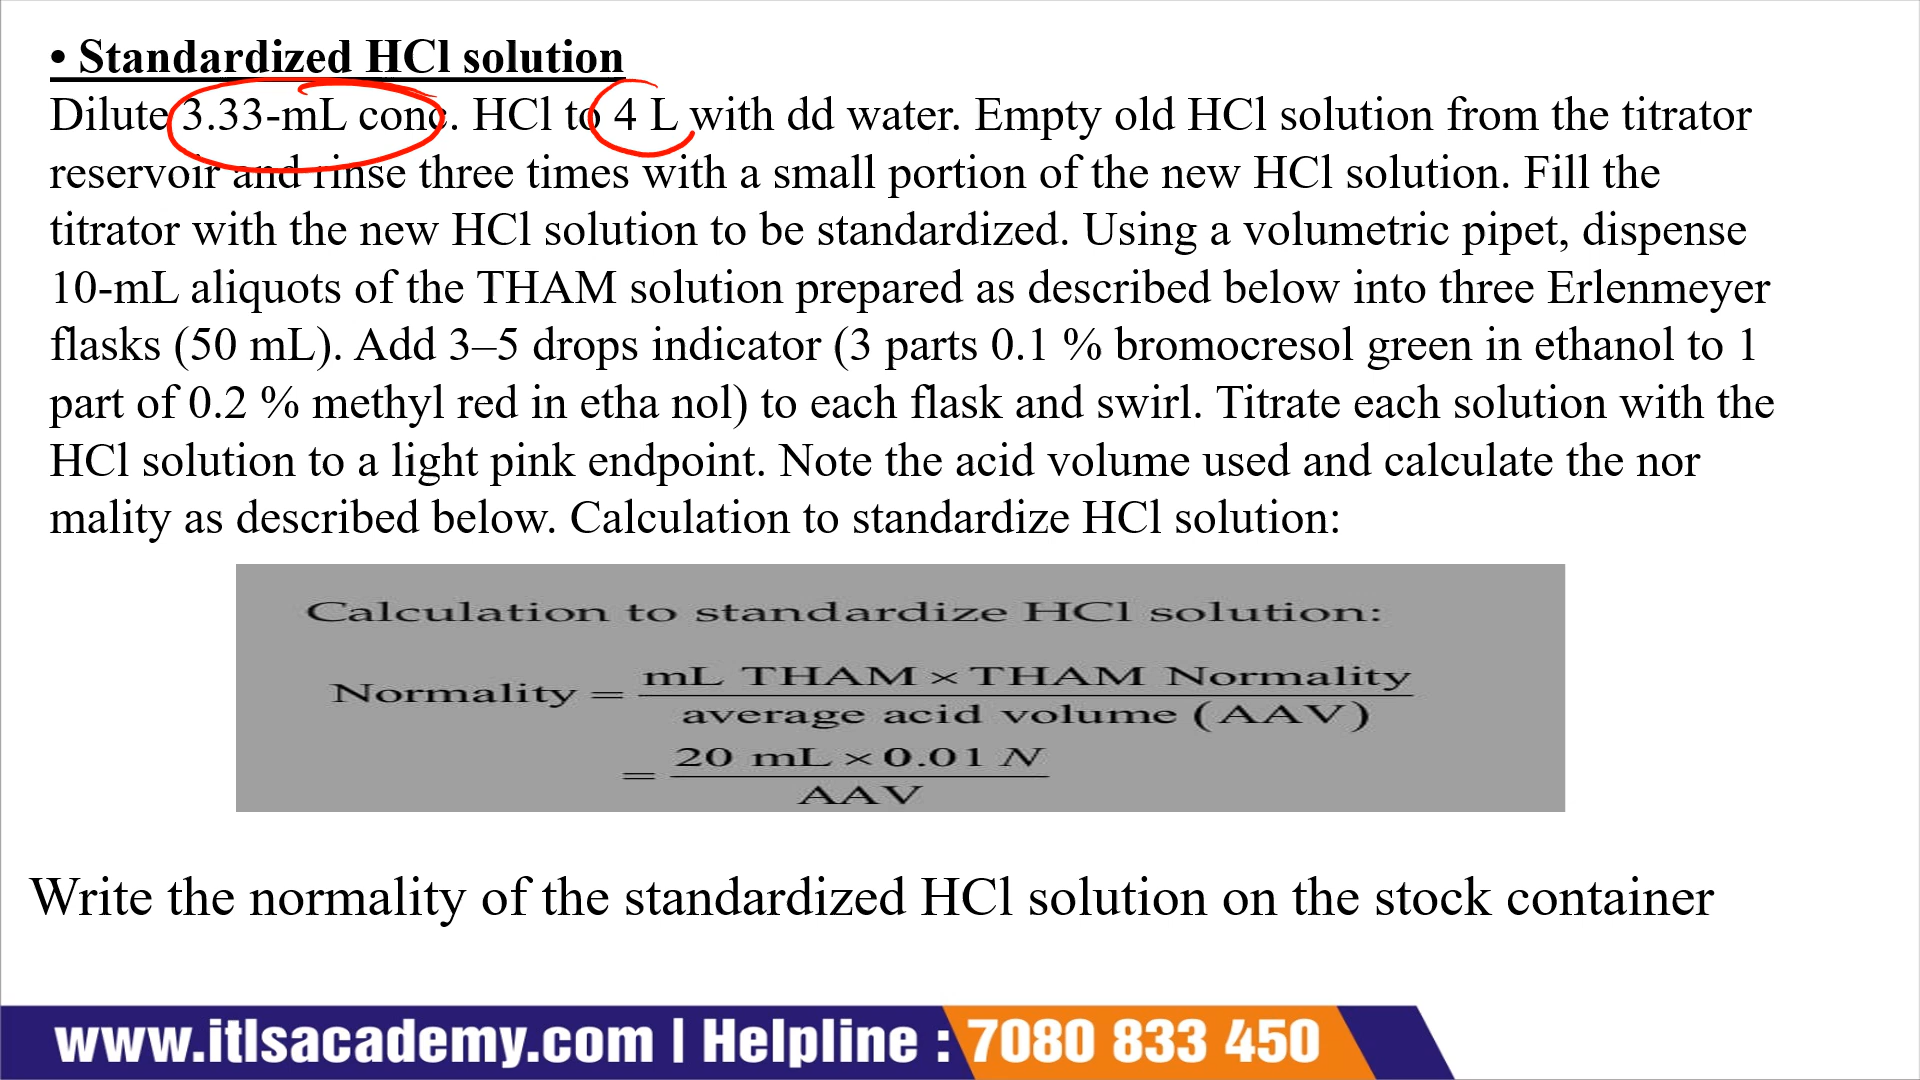 • Standardized HCl solution
Dilute 3.33-mL conc. HCl to 4 L with dd water. Empty old HCl solution from the titrator
reservoir and rinse three times with a small portion of the new HCl solution. Fill the
titrator with the new HCl solution to be standardized. Using a volumetric pipet, dispense
10-mL aliquots of the THAM solution prepared as described below into three Erlenmeyer
flasks (50 mL). Add 3–5 drops indicator (3 parts 0.1 % bromocresol green in ethanol to 1
part of 0.2 % methyl red in etha nol) to each flask and swirl. Titrate each solution with the
HCl solution to a light pink endpoint. Note the acid volume used and calculate the nor
mality as described below. Calculation to standardize HCl solution:
Calculation to standardize HCl solution:
Normality = mL THAM × THAM Normality
average acid volume (AAV)
= 20 mL × 0.01 N
AAV
Write the normality of the standardized HCl solution on the stock container
www.itlsacademy.com | Helpline : 7080 833 450